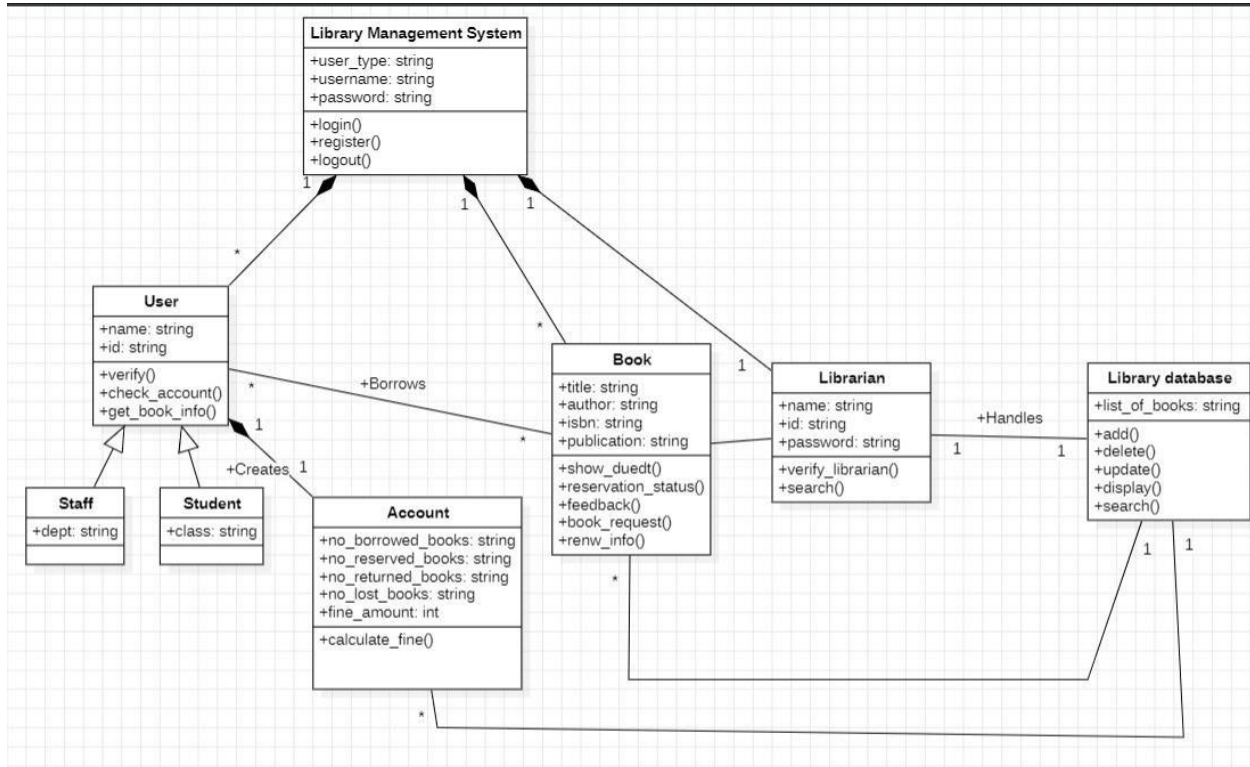 Library Management System
+user_type: string
+username: string
+password: string
+login()
+register()
+logout()
1
1
1
*
*
1
User
+name: string
+id: string
+verify()
+check_account()
+get_book_info()
*
+Borrows
*
1
+Creates
1
Book
+title: string
+author: string
+isbn: string
+publication: string
+show_duedt()
+reservation_status()
+feedback()
+book_request()
+renw_info()
*
Librarian
+name: string
+id: string
+password: string
+verify_librarian()
+search()
+Handles
1
1
Library database
+list_of_books: string
+add()
+delete()
+update()
+display()
+search()
1
1
Staff
+dept: string
Student
+class: string
Account
+no_borrowed_books: string
+no_reserved_books: string
+no_returned_books: string
+no_lost_books: string
+fine_amount: int
+calculate_fine()
*